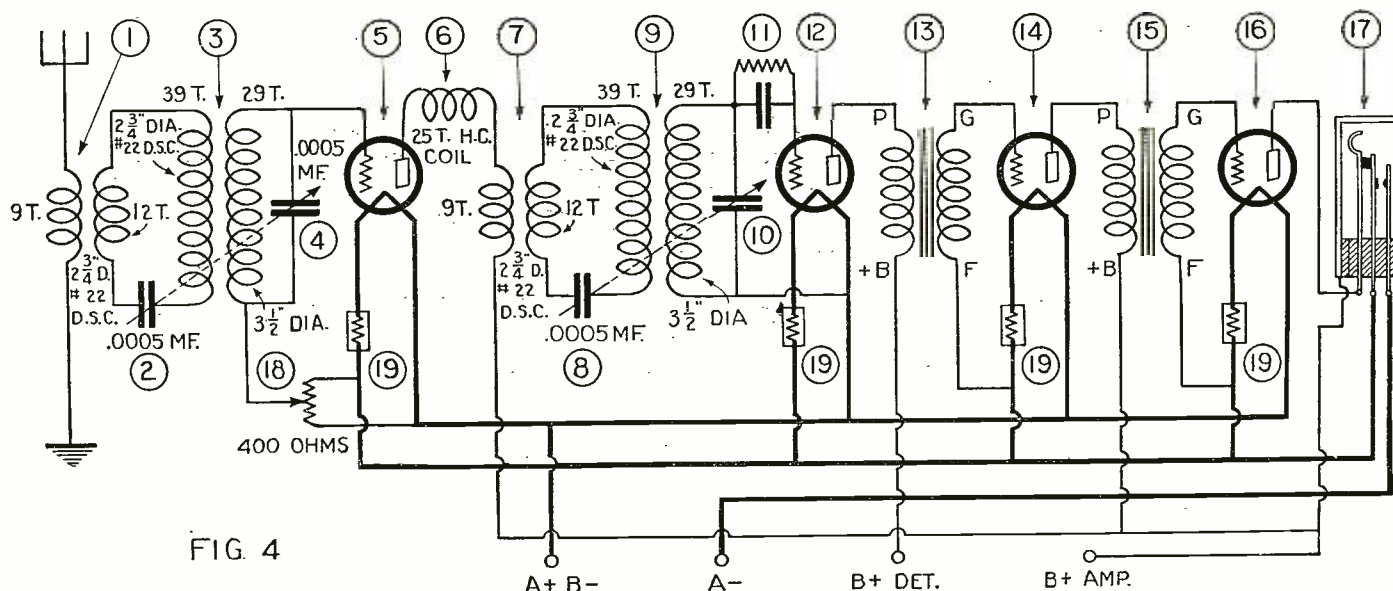 1
3
5
6
7
9
11
12
13
14
15
16
17
39 T.
29 T.
2 3/4" DIA.
#22 D.S.C.
.0005
MF.
9 T.
12 T.
4
2 3/4" D.
# 22
D.S.C.
3 1/2" DIA.
.0005 MF.
2
18
19
400 OHMS
25 T. H.C.
COIL
39 T.
29 T.
2 3/4" DIA.
#22 D.S.C.
9 T.
12 T
10
2 3/4" D.
# 22
D.S.C.
3 1/2" DIA
.0005 MF.
8
19
P
G
+B
F
19
P
G
+B
F
19
FIG. 4
A+ B-
A-
B+ DET.
B+ AMP.